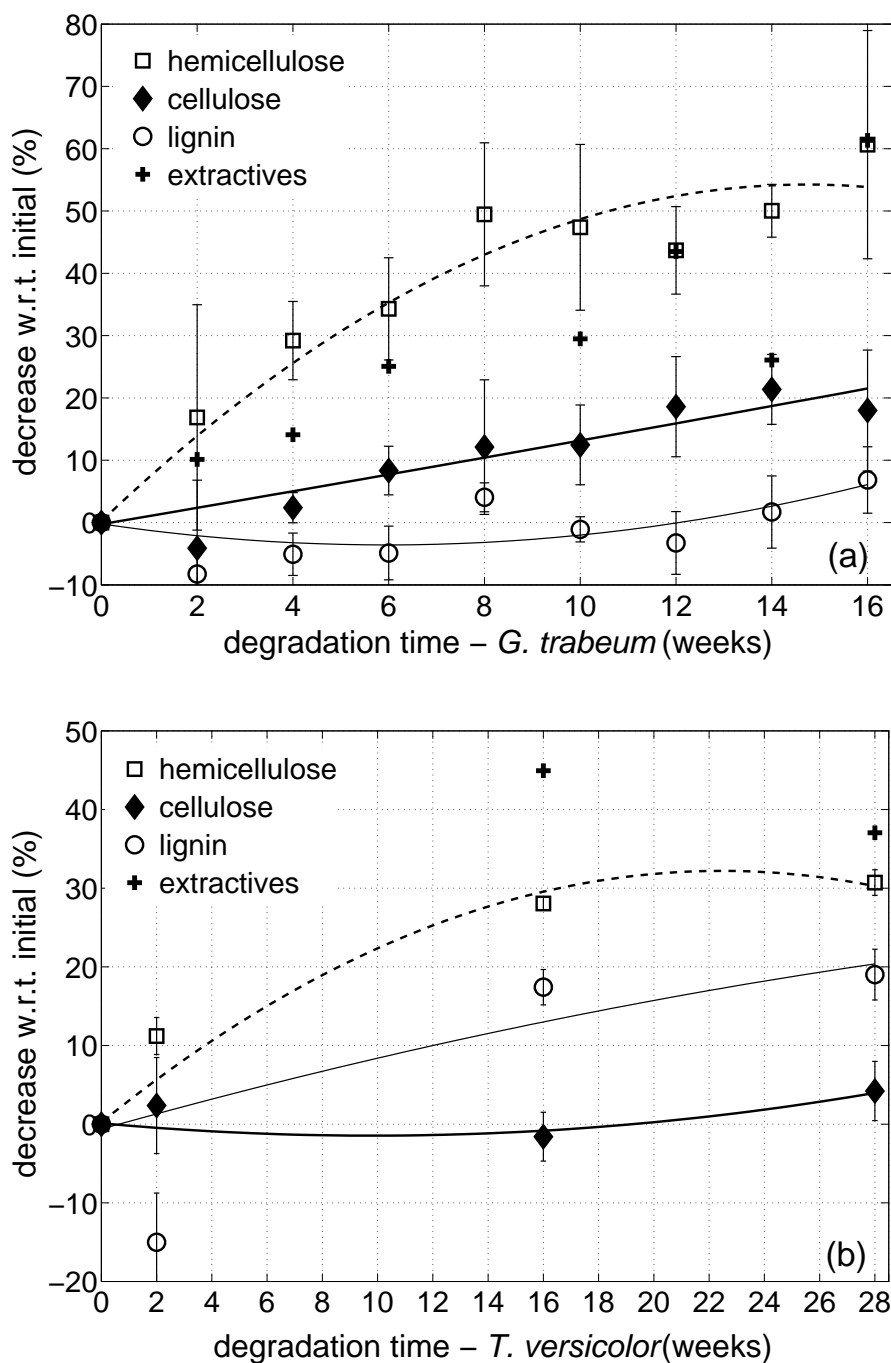 80
70
60
50
40
30
20
10
0
−10
decrease w.r.t. initial (%)
hemicellulose
cellulose
lignin
extractives
(a)
0 2 4 6 8 10 12 14 16
degradation time − G. trabeum (weeks)
50
40
30
20
10
0
−10
−20
decrease w.r.t. initial (%)
hemicellulose
cellulose
lignin
extractives
(b)
0 2 4 6 8 10 12 14 16 18 20 22 24 26 28
degradation time − T. versicolor (weeks)